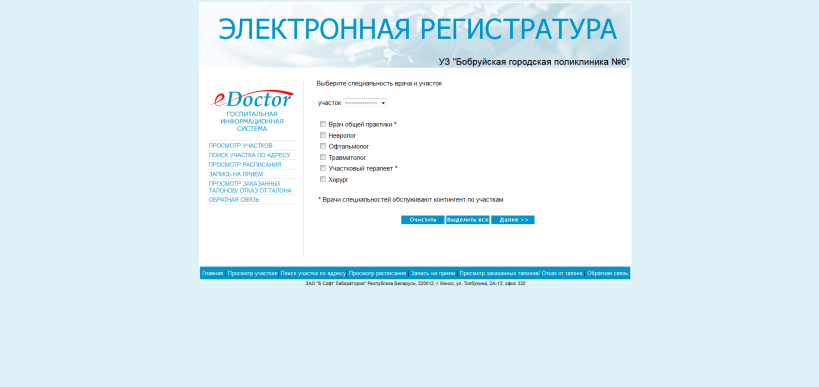 ЭЛЕКТРОННАЯ РЕГИСТРАТУРА
УЗ "Бобруйская городская поликлиника №6"
eDoctor
ГОСПИТАЛЬНАЯ
ИНФОРМАЦИОННАЯ
СИСТЕМА
ПРОСМОТР УЧАСТКОВ
ПОИСК УЧАСТКА ПО АДРЕСУ
ПРОСМОТР РАСПИСАНИЯ
ЗАПИСЬ НА ПРИЕМ
ПРОСМОТР ЗАКАЗАННЫХ
ТАЛОНОВ/ ОТКАЗ ОТ ТАЛОНА
ОБРАТНАЯ СВЯЗЬ
Выберите специальность врача и участок
участок ---------------
Врач общей практики *
Невролог
Офтальмолог
Травматолог
Участковый терапевт *
Хирург
* Врачи специальностей обслуживают контингент по участкам
Очистить Выделить все Далее >>
Главная | Просмотр участков | Поиск участка по адресу | Просмотр расписания | Запись на прием | Просмотр заказанных талонов/ Отказ от талона | Обратная связь
ЗАО "Б Софт Лаборатория" Республика Беларусь, 220012, г. Минск, ул. Толбухина, 2А-12, офис 332